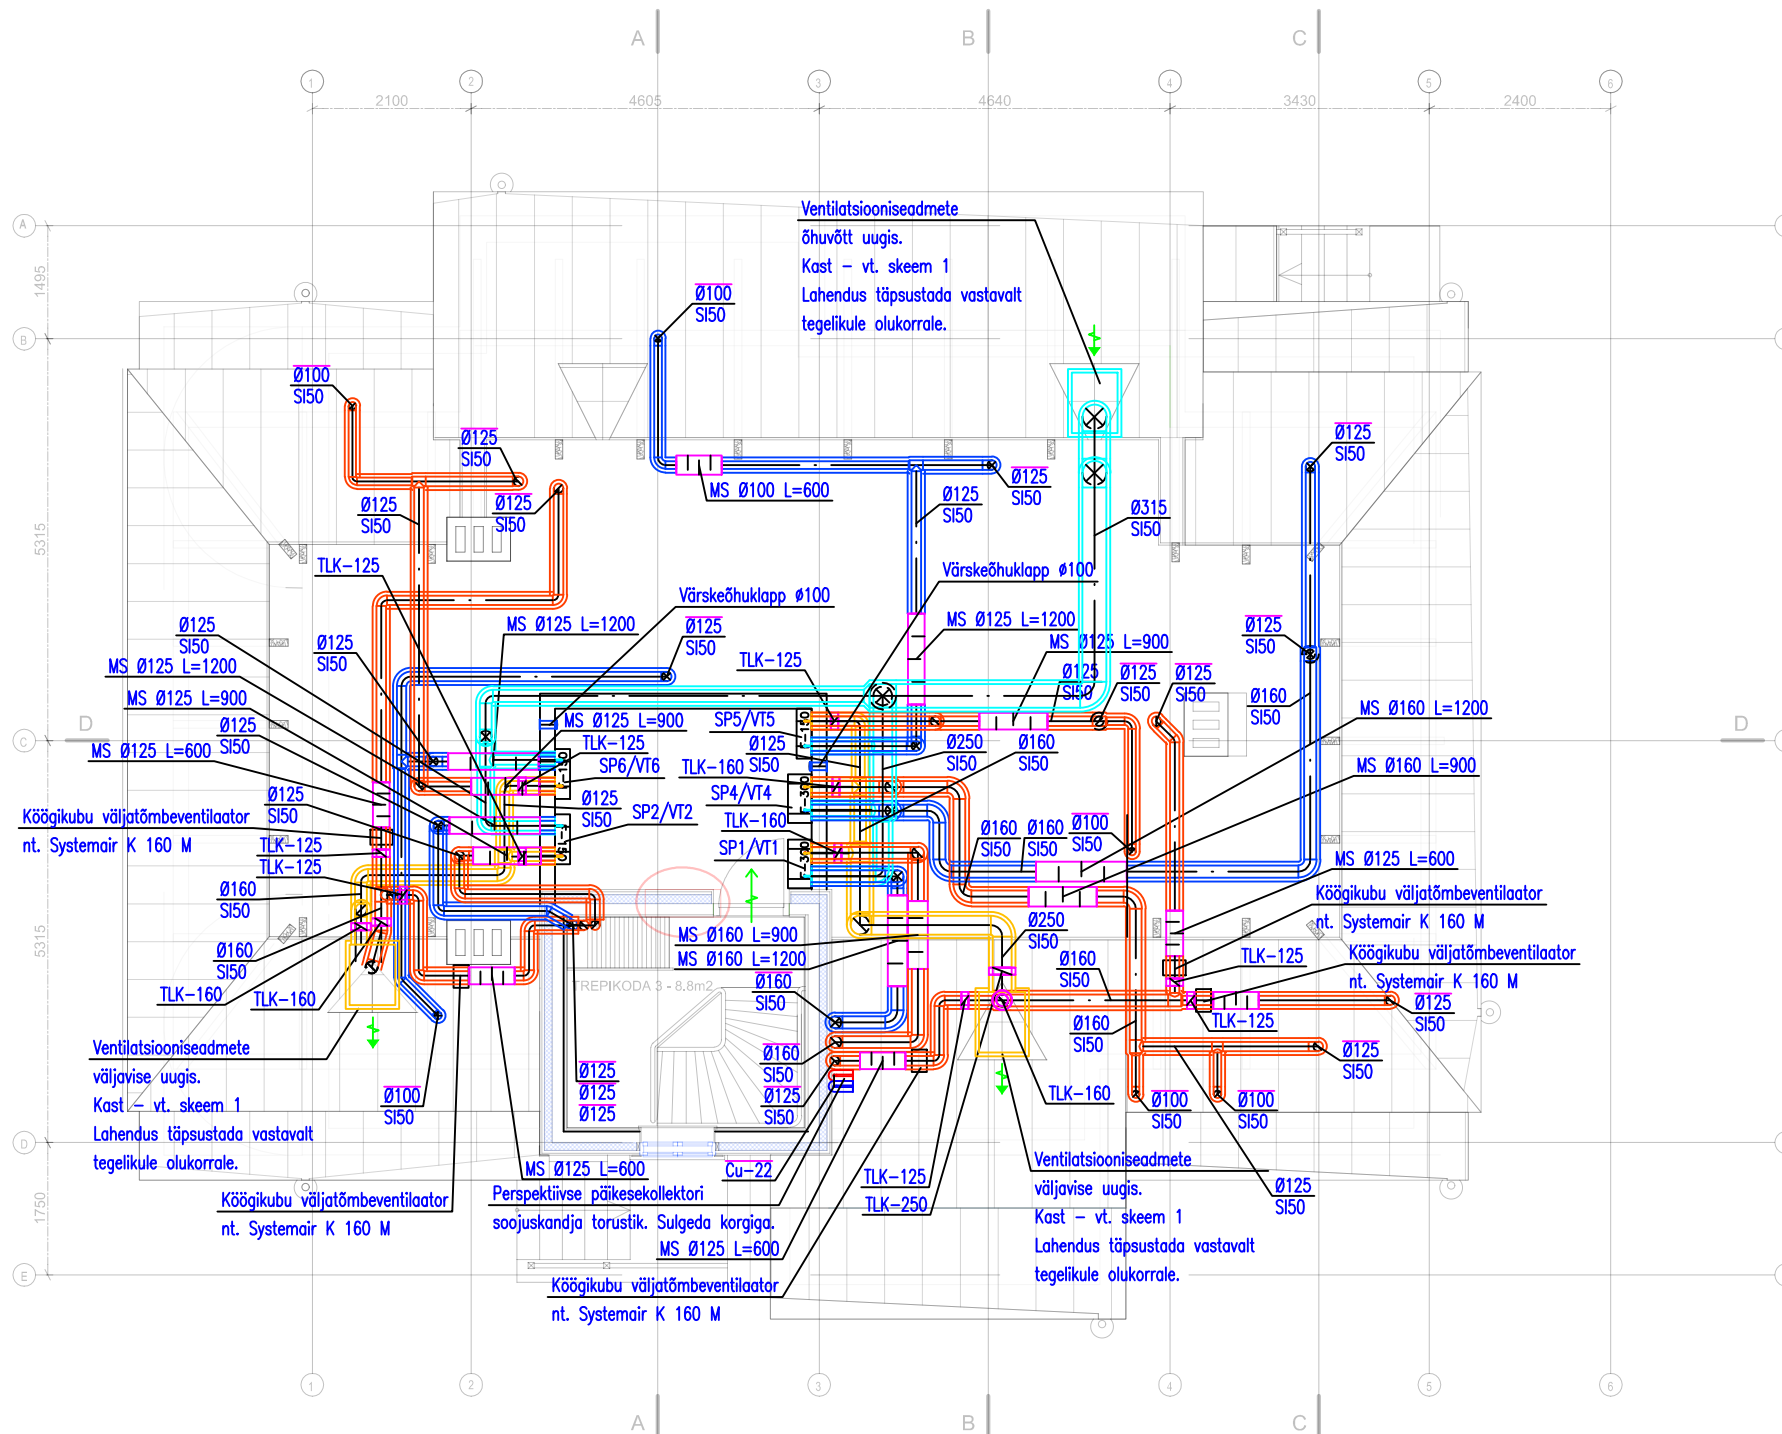 A
B
C
1
2
3
4
5
6
2100
4605
4640
3430
2400
A
1495
B
5315
C
5315
D
1750
E
D
D
Ventilatsiooniseadmete
õhuvõtt uugis.
Kast – vt. skeem 1
Lahendus täpsustada vastavalt
tegelikule olukorrale.
Ø100
SI50
Ø100
SI50
Ø125
SI50
Ø125
SI50
Ø125
SI50
MS Ø100 L=600
Ø125
SI50
Ø125
SI50
Ø315
SI50
Ø125
SI50
TLK-125
Värskeõhuklapp ø100
Värskeõhuklapp ø100
Ø125
SI50
Ø125
SI50
MS Ø125 L=1200
Ø125
SI50
MS Ø125 L=1200
MS Ø125 L=900
Ø125
SI50
MS Ø125 L=1200
TLK-125
Ø125
SI50
Ø125
SI50
Ø125
SI50
Ø160
SI50
MS Ø125 L=900
Ø125
SI50
MS Ø125 L=600
MS Ø125 L=900
TLK-125
SP6/VT6
SP5/VT5
Ø125
SI50
Ø250
SI50
Ø160
SI50
MS Ø160 L=1200
MS Ø160 L=900
Ø125
SI50
Ø125
SI50
SP2/VT2
TLK-160
SP4/VT4
TLK-160
SP1/VT1
Köögikubu väljatõmbeventilaator
nt. Systemair K 160 M
TLK-125
TLK-125
Ø160
SI50
Ø160
SI50
Ø160
SI50
Ø100
SI50
MS Ø125 L=600
Köögikubu väljatõmbeventilaator
nt. Systemair K 160 M
Köögikubu väljatõmbeventilaator
nt. Systemair K 160 M
Ø160
SI50
TLK-160
TLK-160
MS Ø160 L=900
MS Ø160 L=1200
Ø250
SI50
Ø160
SI50
TLK-125
TREPIKODA 3 - 8.8m2
Ø160
SI50
Ø160
SI50
TLK-125
Ø125
SI50
Ventilatsiooniseadmete
väljavise uugis.
Kast – vt. skeem 1
Lahendus täpsustada vastavalt
tegelikule olukorrale.
Ø100
SI50
Ø125
Ø125
Ø125
Ø160
SI50
Ø125
SI50
TLK-160
Ø100
SI50
Ø100
SI50
Ø125
SI50
MS Ø125 L=600
Cu-22
Köögikubu väljatõmbeventilaator
nt. Systemair K 160 M
Perspektiivse päikesekollektori
soojuskandja torustik. Sulgeda korgiga.
MS Ø125 L=600
TLK-125
TLK-250
Ventilatsiooniseadmete
väljavise uugis.
Kast – vt. skeem 1
Lahendus täpsustada vastavalt
tegelikule olukorrale.
Ø125
SI50
Köögikubu väljatõmbeventilaator
nt. Systemair K 160 M
1
2
3
4
5
6
A
B
C